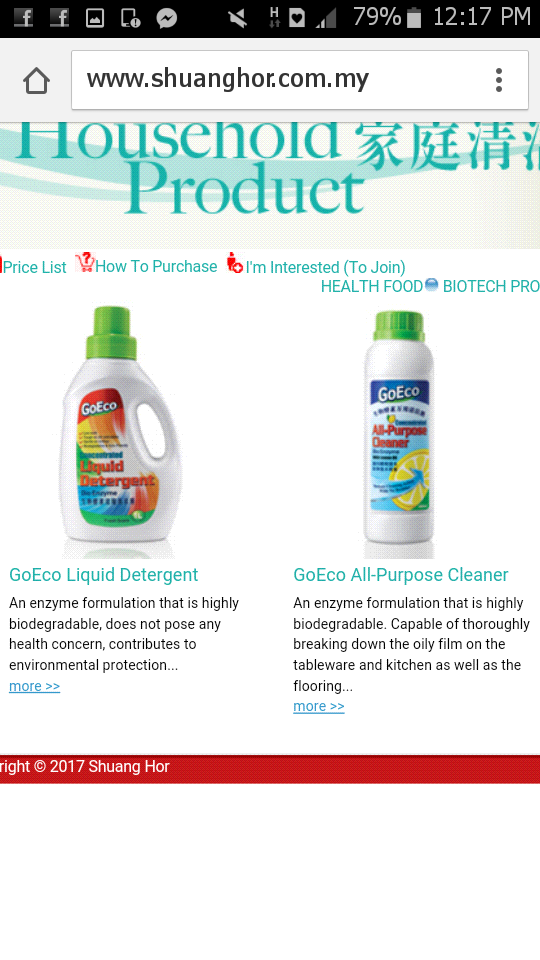 79% 12:17 PM
www.shuanghor.com.my
Household 家庭清洁
Product
Price List How To Purchase I'm Interested (To Join)
HEALTH FOOD BIOTECH PRO
GoEco
Concentrated
Liquid
Detergent
Bio Enzyme
GoEco
Concentrated
All-Purpose
Cleaner
GoEco Liquid Detergent
An enzyme formulation that is highly
biodegradable, does not pose any
health concern, contributes to
environmental protection...
more >>
GoEco All-Purpose Cleaner
An enzyme formulation that is highly
biodegradable. Capable of thoroughly
breaking down the oily film on the
tableware and kitchen as well as the
flooring...
more >>
right © 2017 Shuang Hor